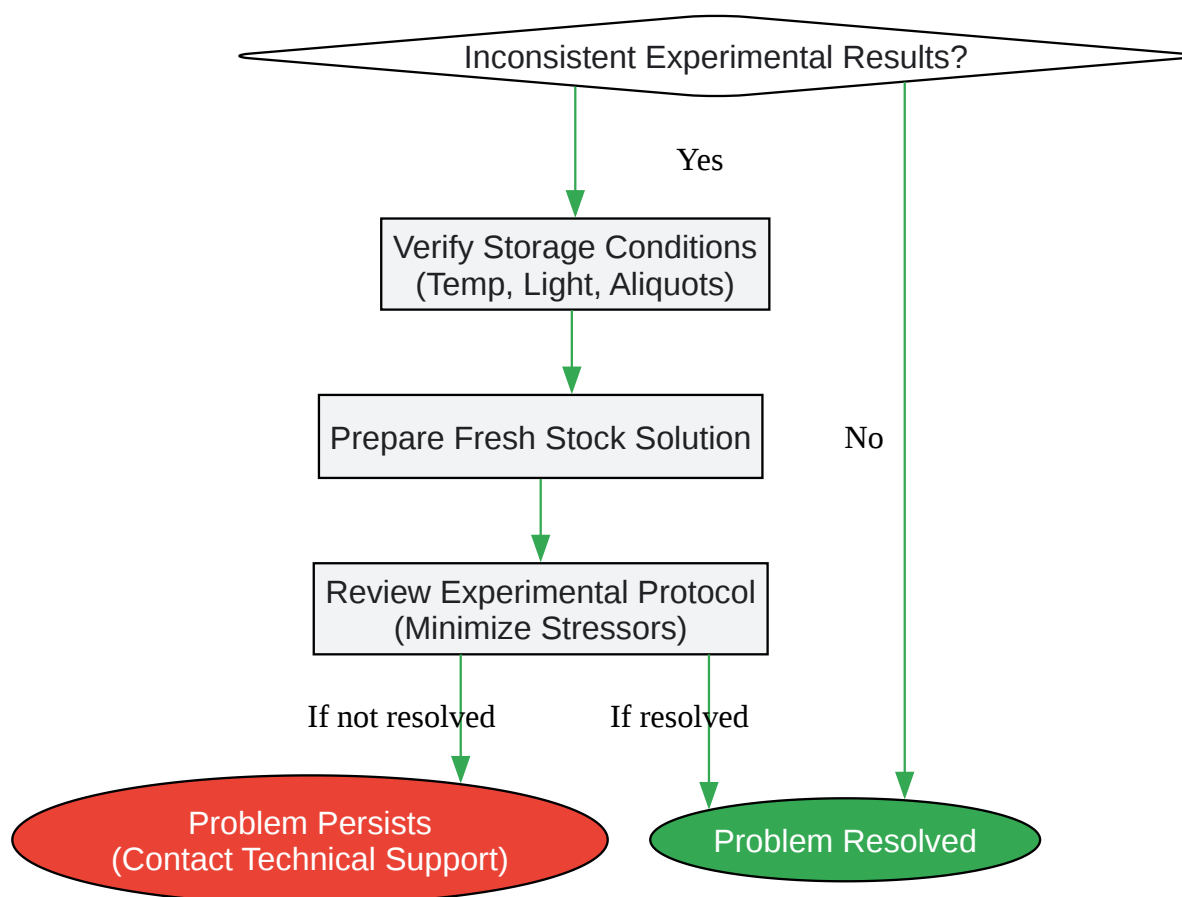 Inconsistent Experimental Results?
Yes
Verify Storage Conditions
(Temp, Light, Aliquots)
Prepare Fresh Stock Solution
No
Review Experimental Protocol
(Minimize Stressors)
If not resolved
If resolved
Problem Persists
(Contact Technical Support)
Problem Resolved